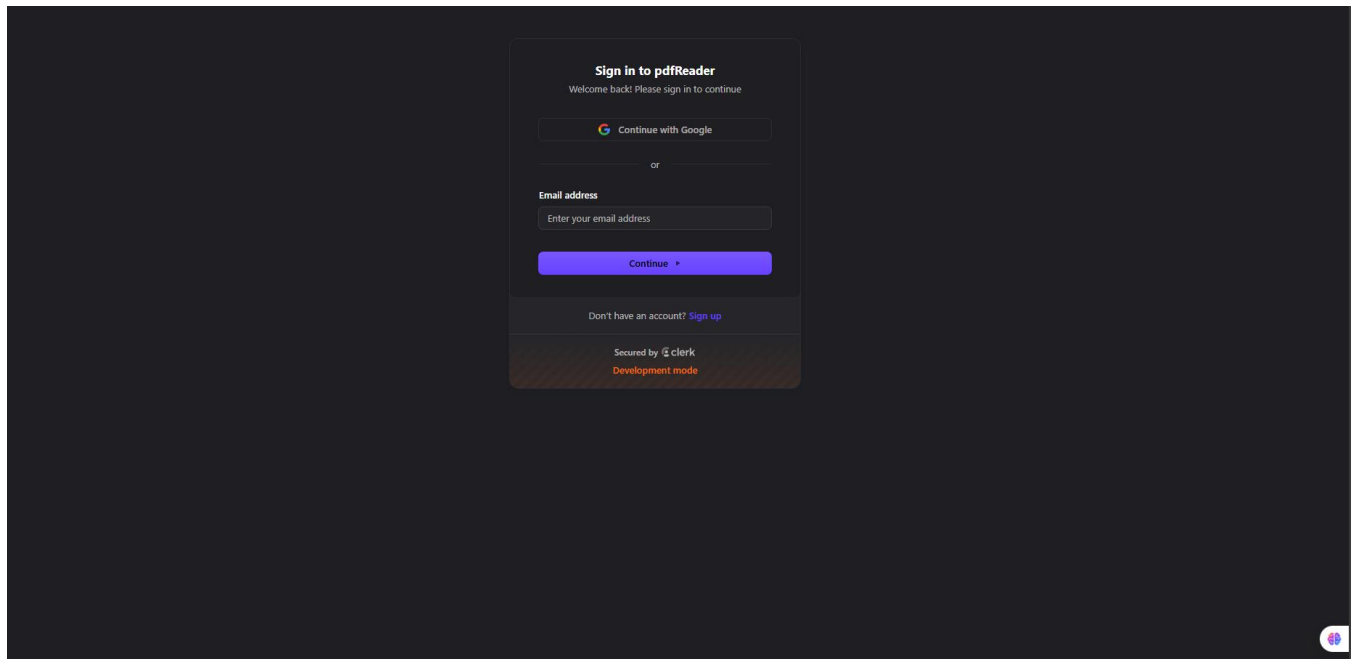 Sign in to pdfReader
Welcome back! Please sign in to continue
Continue with Google
or
Email address
Enter your email address
Continue
Don't have an account? Sign up
Secured by clerk
Development mode